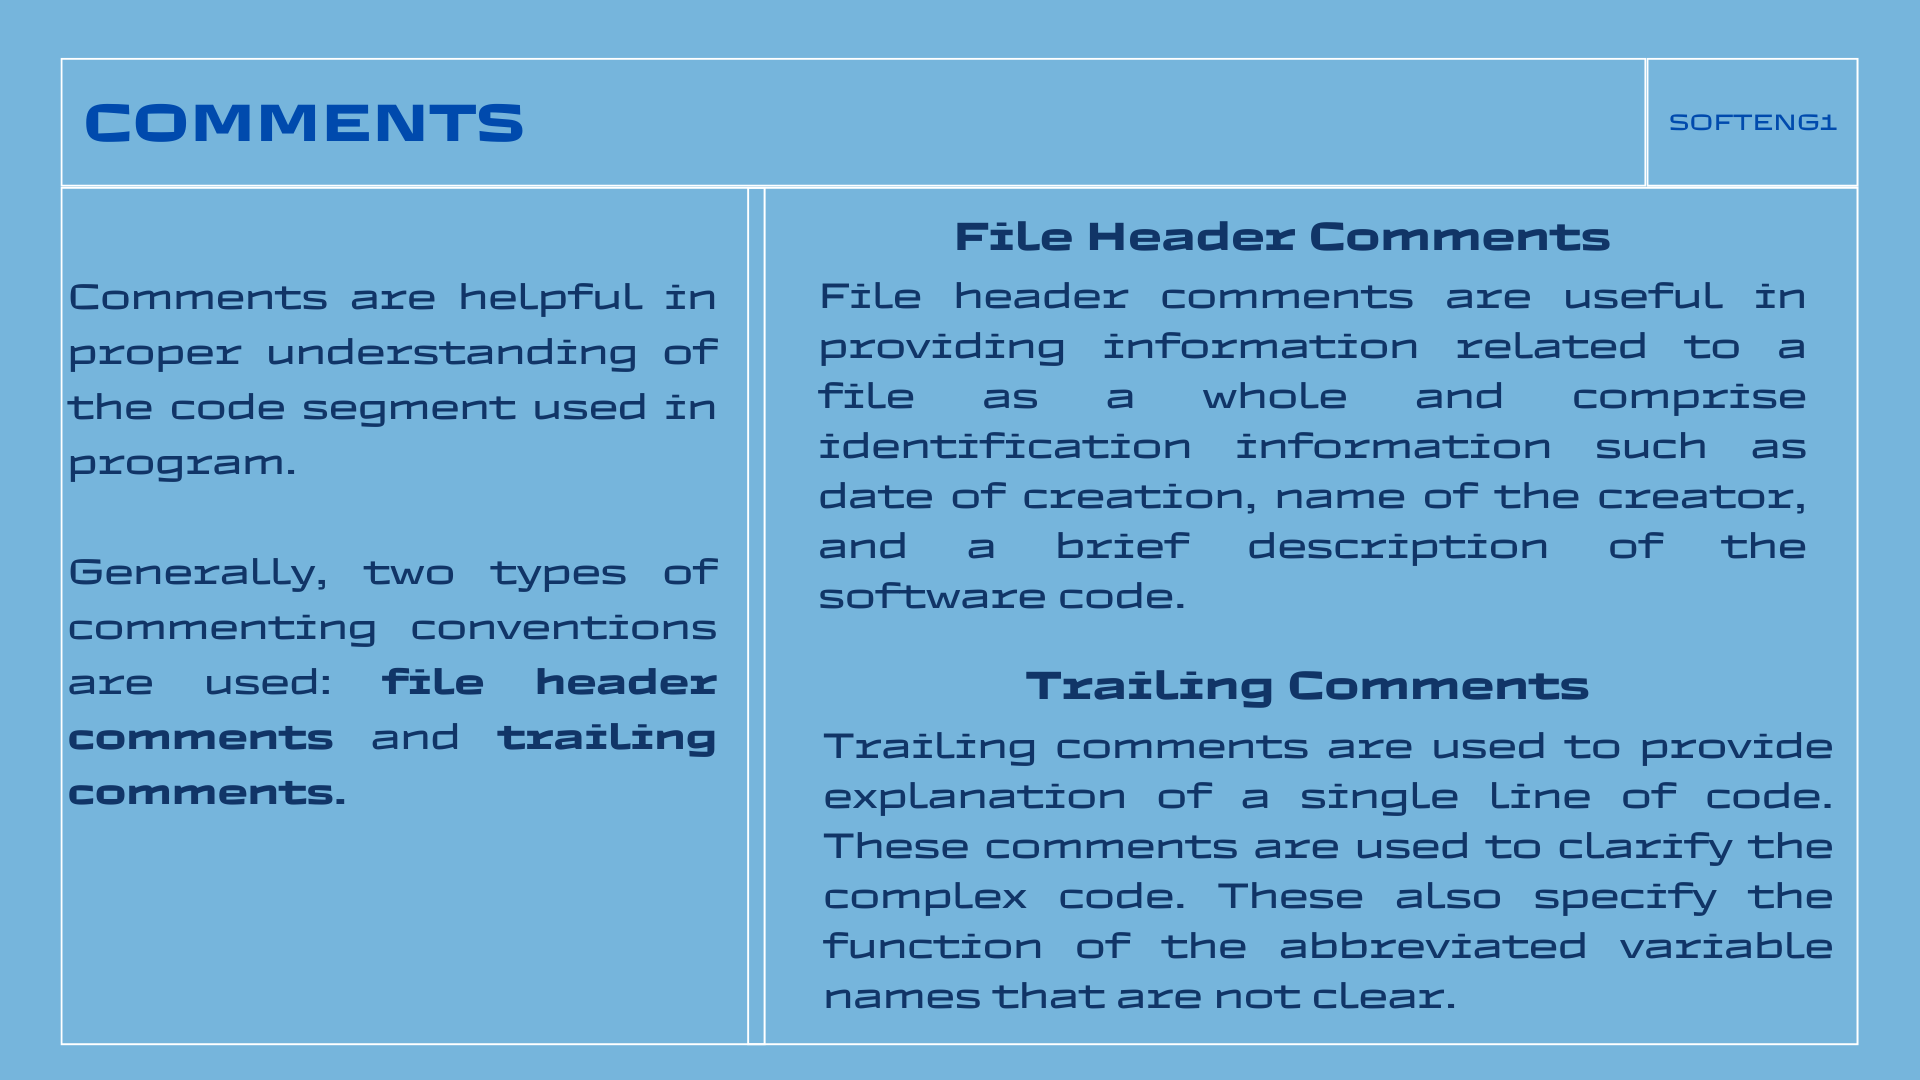 COMMENTS
SOFTENG1
Comments are helpful in
proper understanding of
the code segment used in
program.
Generally, two types of
commenting conventions
are used: file header
comments and trailing
comments.
File Header Comments
File header comments are useful in
providing information related to a
file as a whole and comprise
identification information such as
date of creation, name of the creator,
and a brief description of the
software code.
Trailing Comments
Trailing comments are used to provide
explanation of a single line of code.
These comments are used to clarify the
complex code. These also specify the
function of the abbreviated variable
names that are not clear.